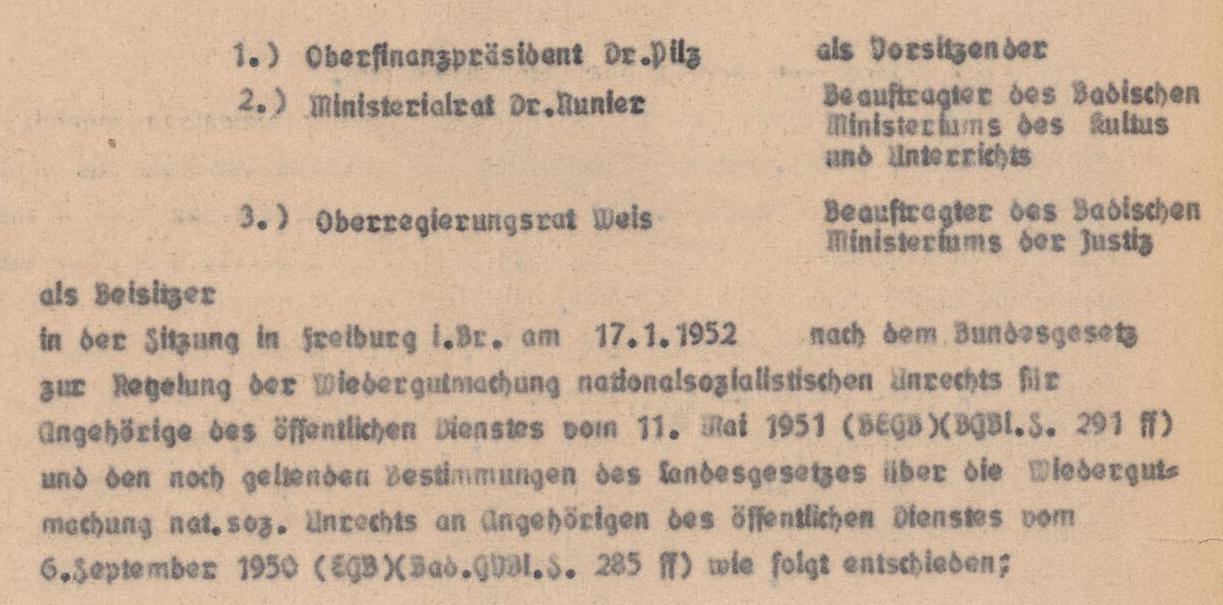 1.) Oberfinanzpräsident Dr.Pilz als Vorsitzender
2.) Ministerialrat Dr.Runier Beauftragter des Badischen
Ministeriums des Kultus
und Unterrichts
3.) Oberregierungsrat Weis Beauftragter des Badischen
Ministeriums der Justiz
als Beisitzer
in der Sitzung in Freiburg i.Br. am 17.1.1952 nach dem Bundesgesetz
zur Regelung der Wiedergutmachung nationalsozialistischen Unrechts für
Angehörige des öffentlichen Dienstes vom 11. Mai 1951 (BEGB)(BGBl.S. 291 ff)
und den noch geltenden Bestimmungen des Landesgesetzes über die Wiedergut=
machung nat.soz. Unrechts an Angehörigen des öffentlichen Dienstes vom
6.September 1950 (EGB)(Bad.GVBl.S. 285 ff) wie folgt entschieden: